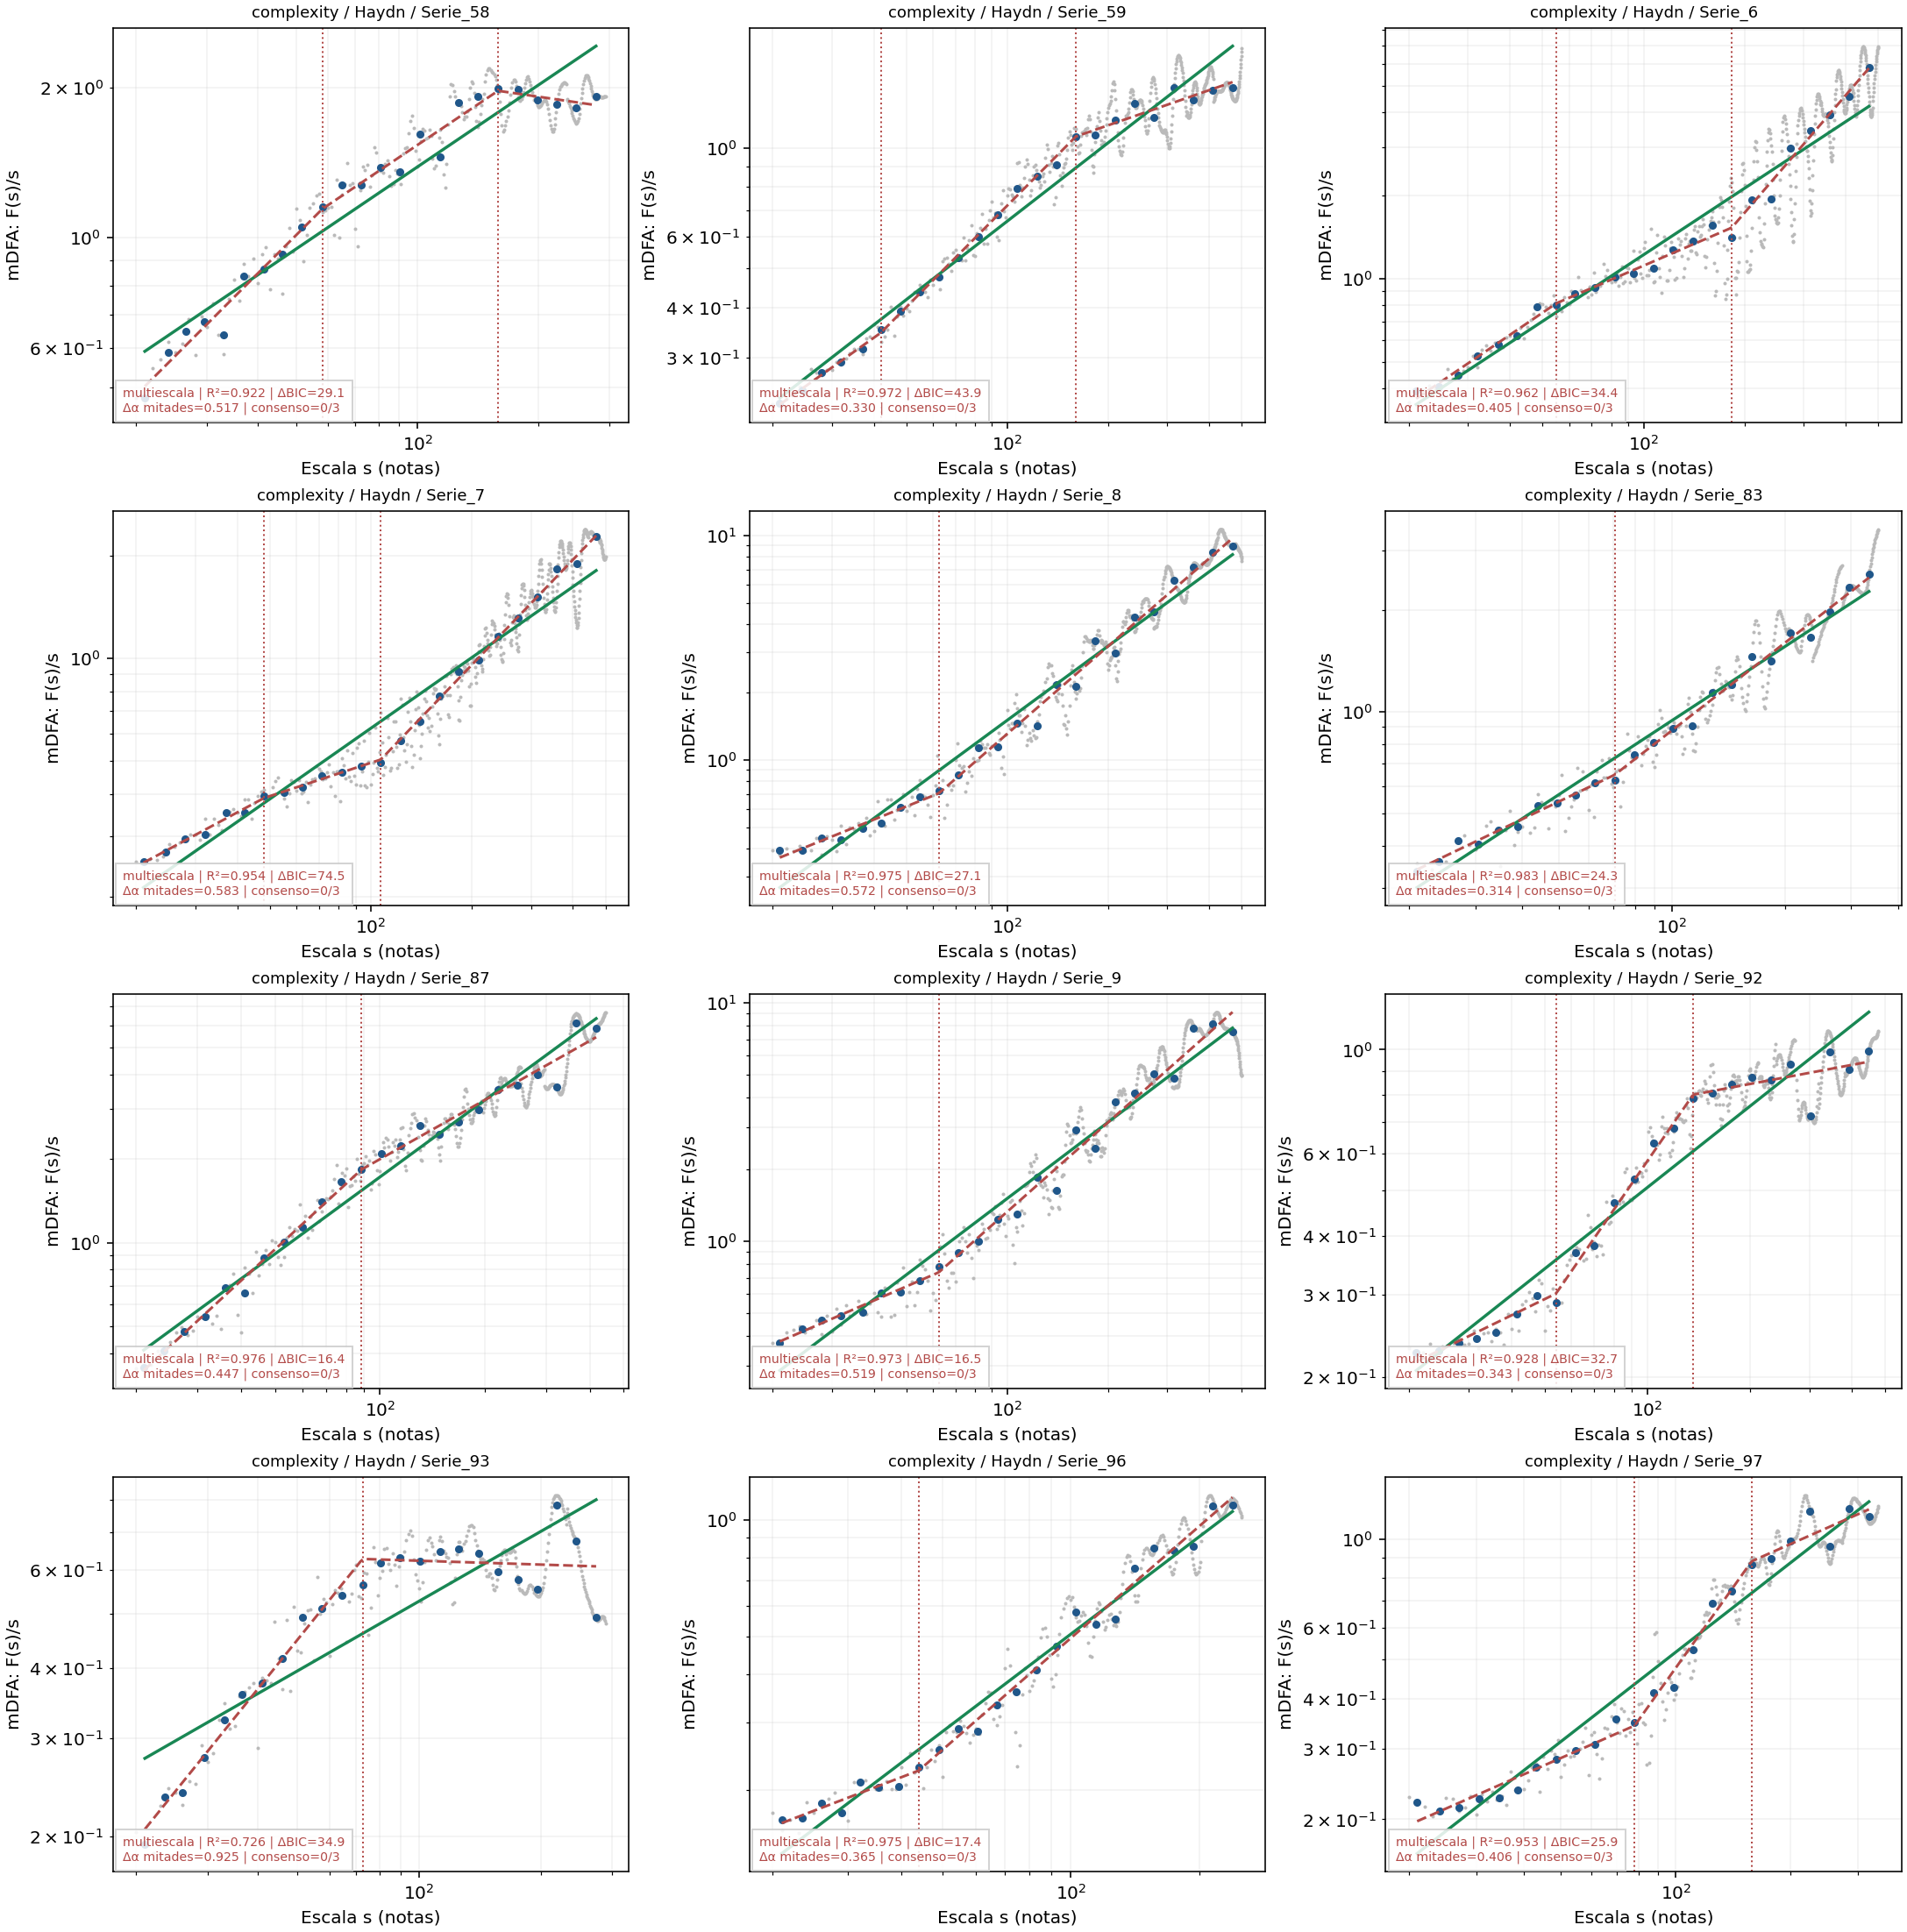 complexity / Haydn / Serie_58
complexity / Haydn / Serie_59
complexity / Haydn / Serie_6
mDFA: F(s)/s
2 × 10⁰
10⁰
6 × 10⁻¹
multiescala | R²=0.922 | ΔBIC=29.1
Δα mitades=0.517 | consenso=0/3
10²
Escala s (notas)
mDFA: F(s)/s
10⁰
6 × 10⁻¹
4 × 10⁻¹
3 × 10⁻¹
multiescala | R²=0.972 | ΔBIC=43.9
Δα mitades=0.330 | consenso=0/3
10²
Escala s (notas)
mDFA: F(s)/s
10⁰
multiescala | R²=0.962 | ΔBIC=34.4
Δα mitades=0.405 | consenso=0/3
10²
Escala s (notas)
complexity / Haydn / Serie_7
complexity / Haydn / Serie_8
complexity / Haydn / Serie_83
mDFA: F(s)/s
10⁰
multiescala | R²=0.954 | ΔBIC=74.5
Δα mitades=0.583 | consenso=0/3
10²
Escala s (notas)
mDFA: F(s)/s
10¹
10⁰
multiescala | R²=0.975 | ΔBIC=27.1
Δα mitades=0.572 | consenso=0/3
10²
Escala s (notas)
mDFA: F(s)/s
10⁰
multiescala | R²=0.983 | ΔBIC=24.3
Δα mitades=0.314 | consenso=0/3
10²
Escala s (notas)
complexity / Haydn / Serie_87
complexity / Haydn / Serie_9
complexity / Haydn / Serie_92
mDFA: F(s)/s
10⁰
multiescala | R²=0.976 | ΔBIC=16.4
Δα mitades=0.447 | consenso=0/3
10²
Escala s (notas)
mDFA: F(s)/s
10¹
10⁰
multiescala | R²=0.973 | ΔBIC=16.5
Δα mitades=0.519 | consenso=0/3
10²
Escala s (notas)
mDFA: F(s)/s
10⁰
6 × 10⁻¹
4 × 10⁻¹
3 × 10⁻¹
2 × 10⁻¹
multiescala | R²=0.928 | ΔBIC=32.7
Δα mitades=0.343 | consenso=0/3
10²
Escala s (notas)
complexity / Haydn / Serie_93
complexity / Haydn / Serie_96
complexity / Haydn / Serie_97
mDFA: F(s)/s
6 × 10⁻¹
4 × 10⁻¹
3 × 10⁻¹
2 × 10⁻¹
multiescala | R²=0.726 | ΔBIC=34.9
Δα mitades=0.925 | consenso=0/3
10²
Escala s (notas)
mDFA: F(s)/s
10⁰
multiescala | R²=0.975 | ΔBIC=17.4
Δα mitades=0.365 | consenso=0/3
10²
Escala s (notas)
mDFA: F(s)/s
10⁰
6 × 10⁻¹
4 × 10⁻¹
3 × 10⁻¹
2 × 10⁻¹
multiescala | R²=0.953 | ΔBIC=25.9
Δα mitades=0.406 | consenso=0/3
10²
Escala s (notas)